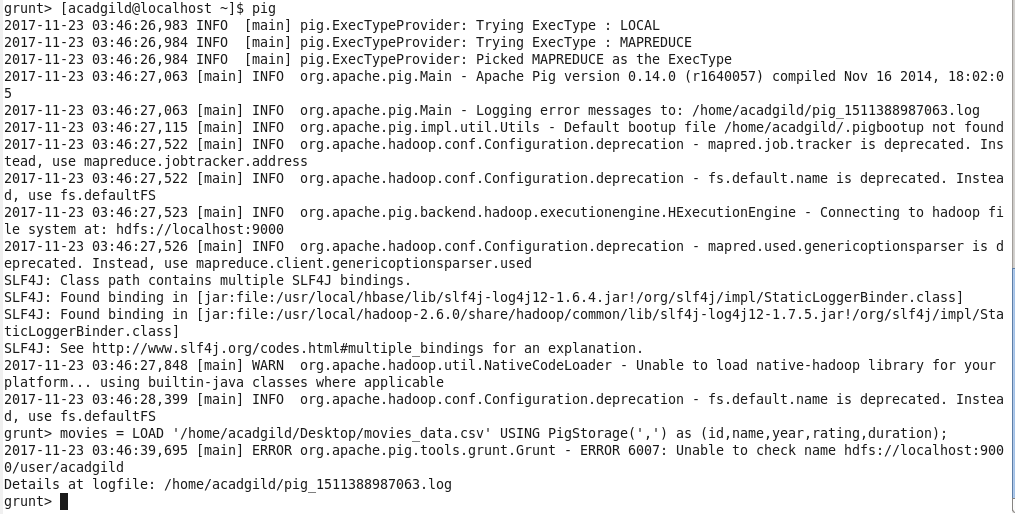 grunt> [acadgild@localhost ~]$ pig
2017-11-23 03:46:26,983 INFO  [main] pig.ExecTypeProvider: Trying ExecType : LOCAL
2017-11-23 03:46:26,984 INFO  [main] pig.ExecTypeProvider: Trying ExecType : MAPREDUCE
2017-11-23 03:46:26,984 INFO  [main] pig.ExecTypeProvider: Picked MAPREDUCE as the ExecType
2017-11-23 03:46:27,063 [main] INFO  org.apache.pig.Main - Apache Pig version 0.14.0 (r1640057) compiled Nov 16 2014, 18:02:0
5
2017-11-23 03:46:27,063 [main] INFO  org.apache.pig.Main - Logging error messages to: /home/acadgild/pig_1511388987063.log
2017-11-23 03:46:27,115 [main] INFO  org.apache.pig.impl.util.Utils - Default bootup file /home/acadgild/.pigbootup not found
2017-11-23 03:46:27,522 [main] INFO  org.apache.hadoop.conf.Configuration.deprecation - mapred.job.tracker is deprecated. Ins
tead, use mapreduce.jobtracker.address
2017-11-23 03:46:27,522 [main] INFO  org.apache.hadoop.conf.Configuration.deprecation - fs.default.name is deprecated. Instea
d, use fs.defaultFS
2017-11-23 03:46:27,523 [main] INFO  org.apache.pig.backend.hadoop.executionengine.HExecutionEngine - Connecting to hadoop fi
le system at: hdfs://localhost:9000
2017-11-23 03:46:27,526 [main] INFO  org.apache.hadoop.conf.Configuration.deprecation - mapred.used.genericoptionsparser is d
eprecated. Instead, use mapreduce.client.genericoptionsparser.used
SLF4J: Class path contains multiple SLF4J bindings.
SLF4J: Found binding in [jar:file:/usr/local/hbase/lib/slf4j-log4j12-1.6.4.jar!/org/slf4j/impl/StaticLoggerBinder.class]
SLF4J: Found binding in [jar:file:/usr/local/hadoop-2.6.0/share/hadoop/common/lib/slf4j-log4j12-1.7.5.jar!/org/slf4j/impl/Sta
ticLoggerBinder.class]
SLF4J: See http://www.slf4j.org/codes.html#multiple_bindings for an explanation.
2017-11-23 03:46:27,848 [main] WARN  org.apache.hadoop.util.NativeCodeLoader - Unable to load native-hadoop library for your 
platform... using builtin-java classes where applicable
2017-11-23 03:46:28,399 [main] INFO  org.apache.hadoop.conf.Configuration.deprecation - fs.default.name is deprecated. Instea
d, use fs.defaultFS
grunt> movies = LOAD '/home/acadgild/Desktop/movies_data.csv' USING PigStorage(',') as (id,name,year,rating,duration);
2017-11-23 03:46:39,695 [main] ERROR org.apache.pig.tools.grunt.Grunt - ERROR 6007: Unable to check name hdfs://localhost:900
0/user/acadgild
Details at logfile: /home/acadgild/pig_1511388987063.log
grunt>